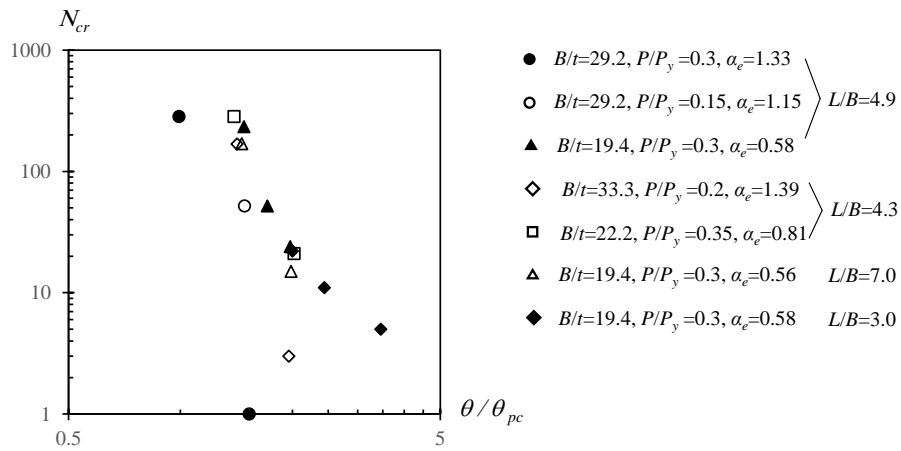 N_cr
1000
100
10
1
0.5
5
θ / θ_pc
B/t=29.2, P/P_y =0.3, α_e=1.33
B/t=29.2, P/P_y =0.15, α_e=1.15
L/B=4.9
B/t=19.4, P/P_y =0.3, α_e=0.58
B/t=33.3, P/P_y =0.2, α_e=1.39
L/B=4.3
B/t=22.2, P/P_y =0.35, α_e=0.81
B/t=19.4, P/P_y =0.3, α_e=0.56 L/B=7.0
B/t=19.4, P/P_y =0.3, α_e=0.58 L/B=3.0